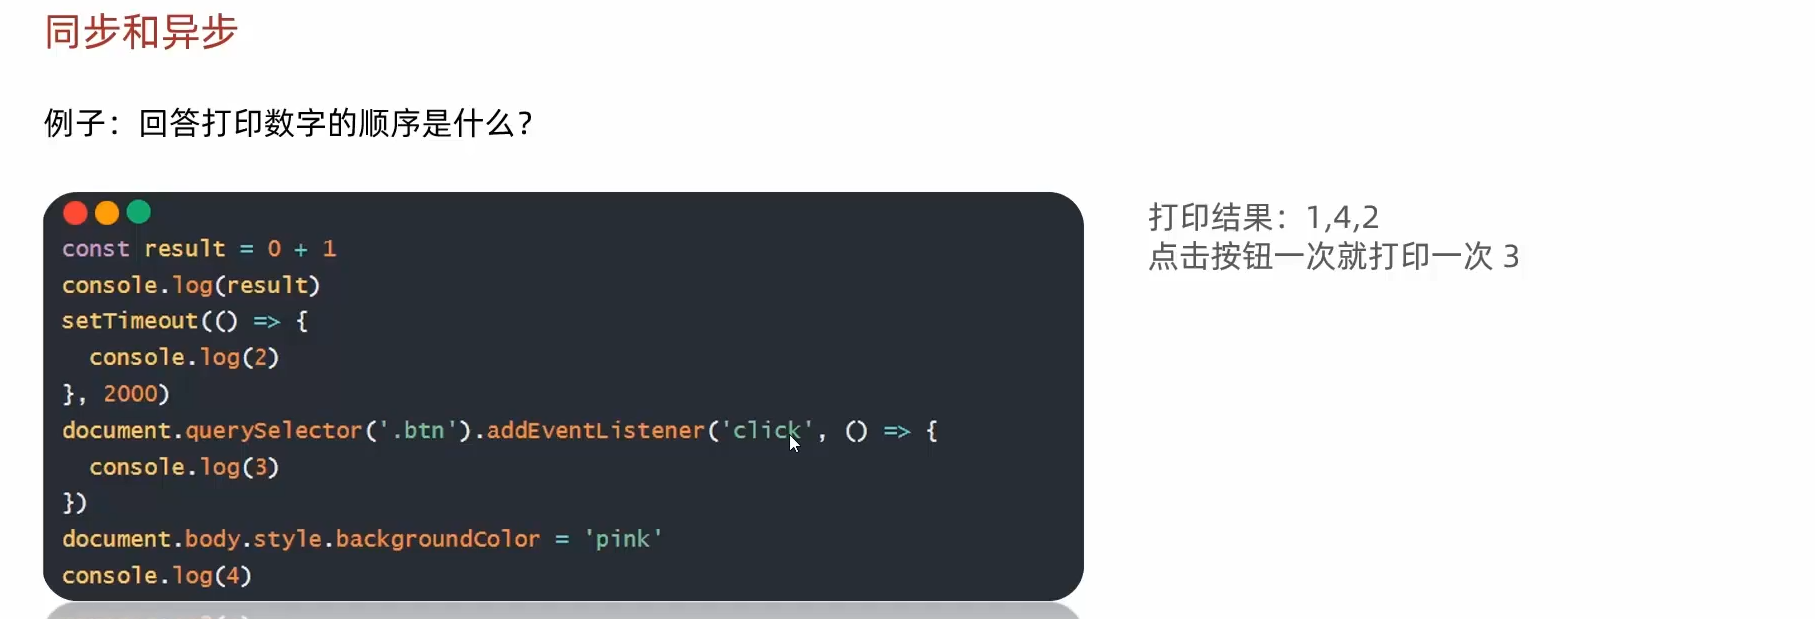 同步和异步
例子：回答打印数字的顺序是什么？
const result = 0 + 1
console.log(result)
setTimeout(() => {
  console.log(2)
}, 2000)
document.querySelector('.btn').addEventListener('click', () => {
  console.log(3)
})
document.body.style.backgroundColor = 'pink'
console.log(4)
打印结果：1,4,2
点击按钮一次就打印一次 3